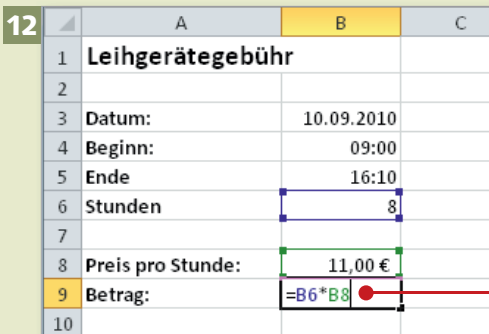 12
A B C
1 Leihgerätegebühr
2
3 Datum: 10.09.2010
4 Beginn: 09:00
5 Ende 16:10
6 Stunden 8
7
8 Preis pro Stunde: 11,00 €
9 Betrag: =B6*B8
10